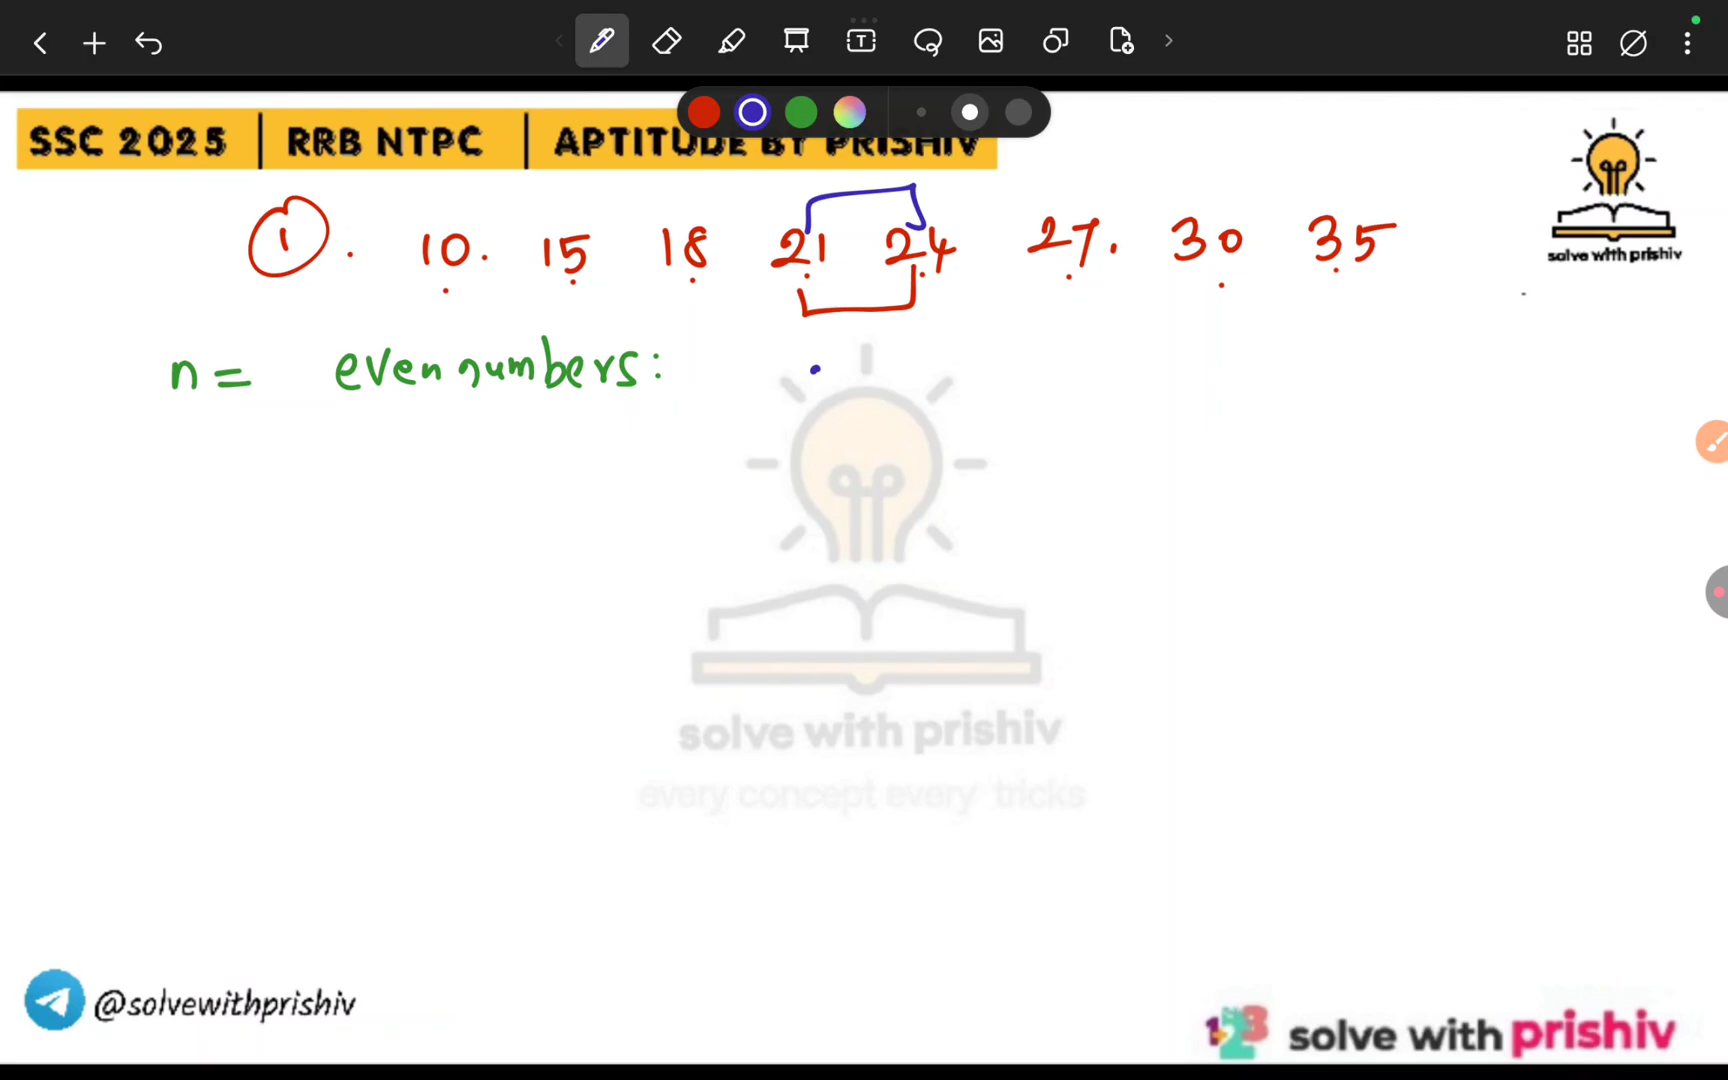 SSC 2025 | RRB NTPC | APTITUDE BY PRISHIV
1. 10. 15 18 21 24 27. 30 35
solve with prishiv
n = even numbers:
solve with prishiv
every concept every tricks
@solvewithprishiv
123 solve with prishiv